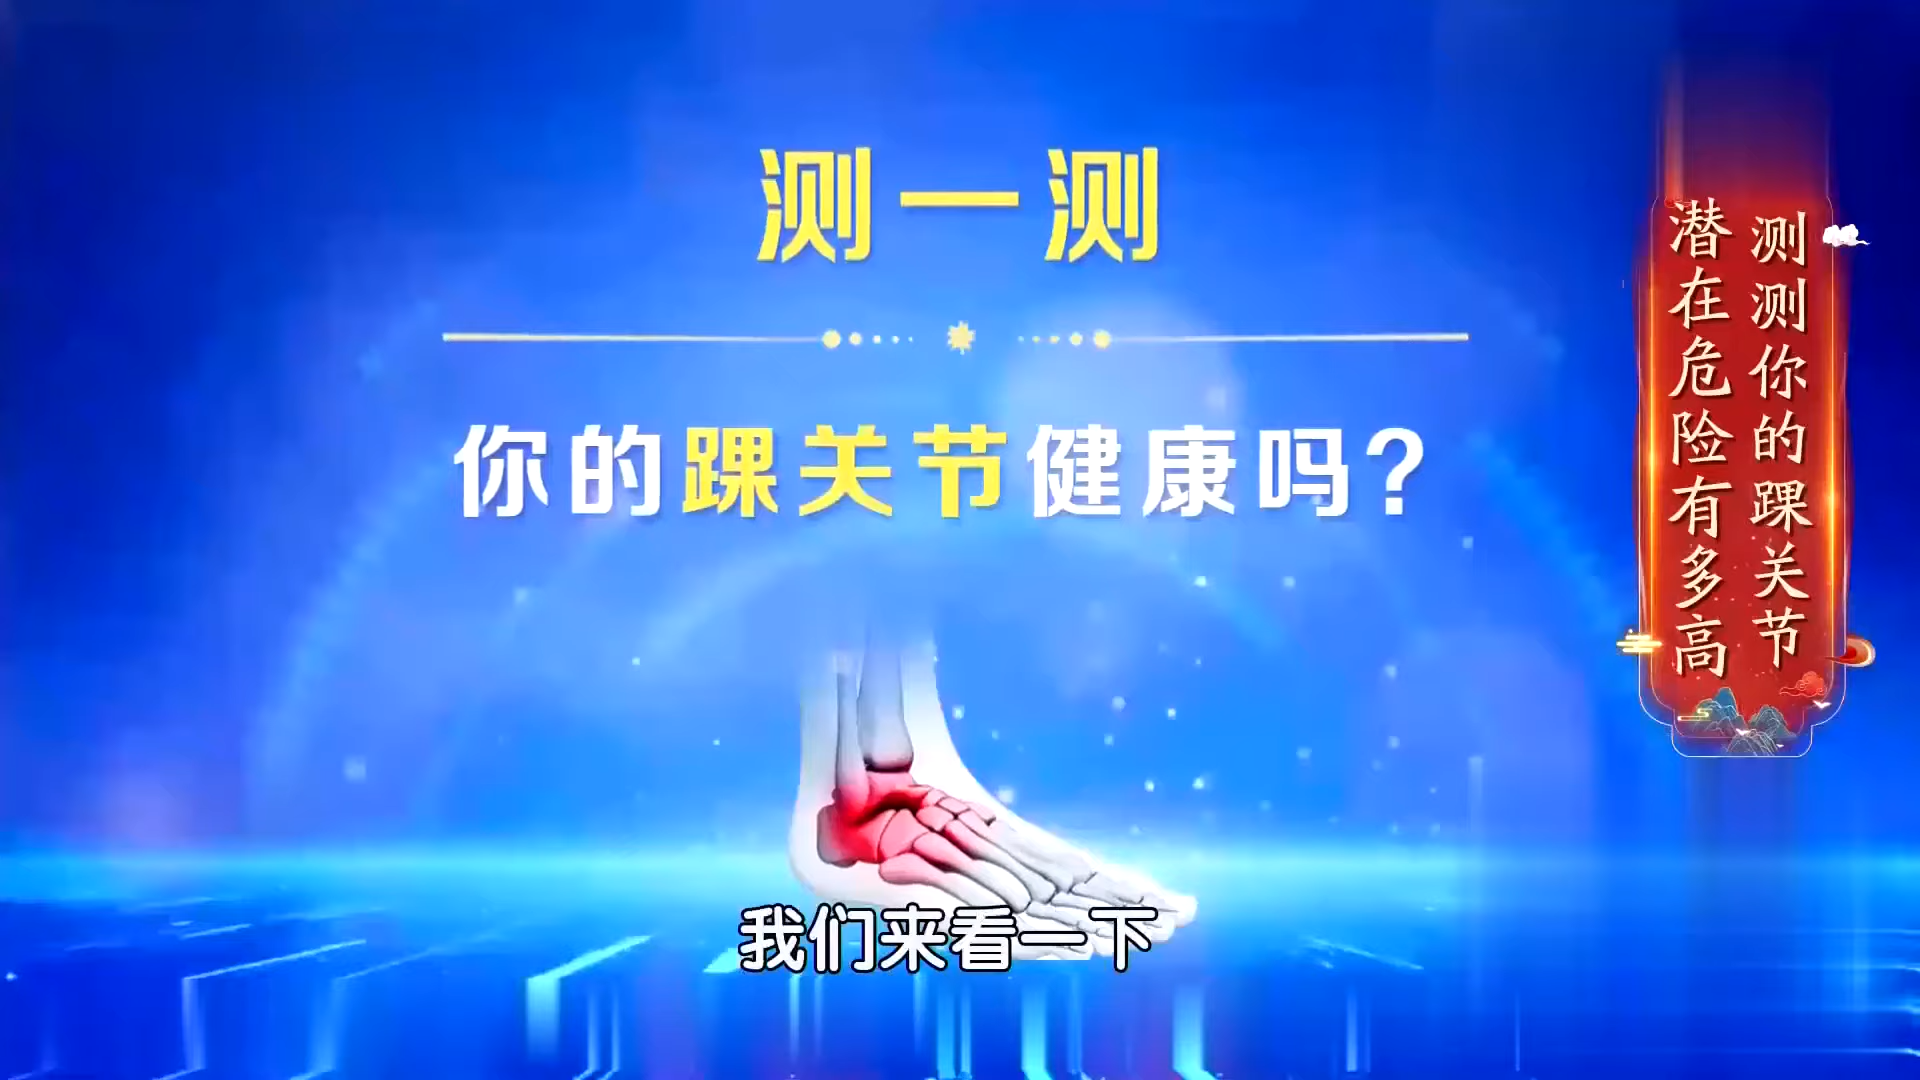 测一测
你的踝关节健康吗？
测测你的踝关节
潜在危险有多高
我们来看一下